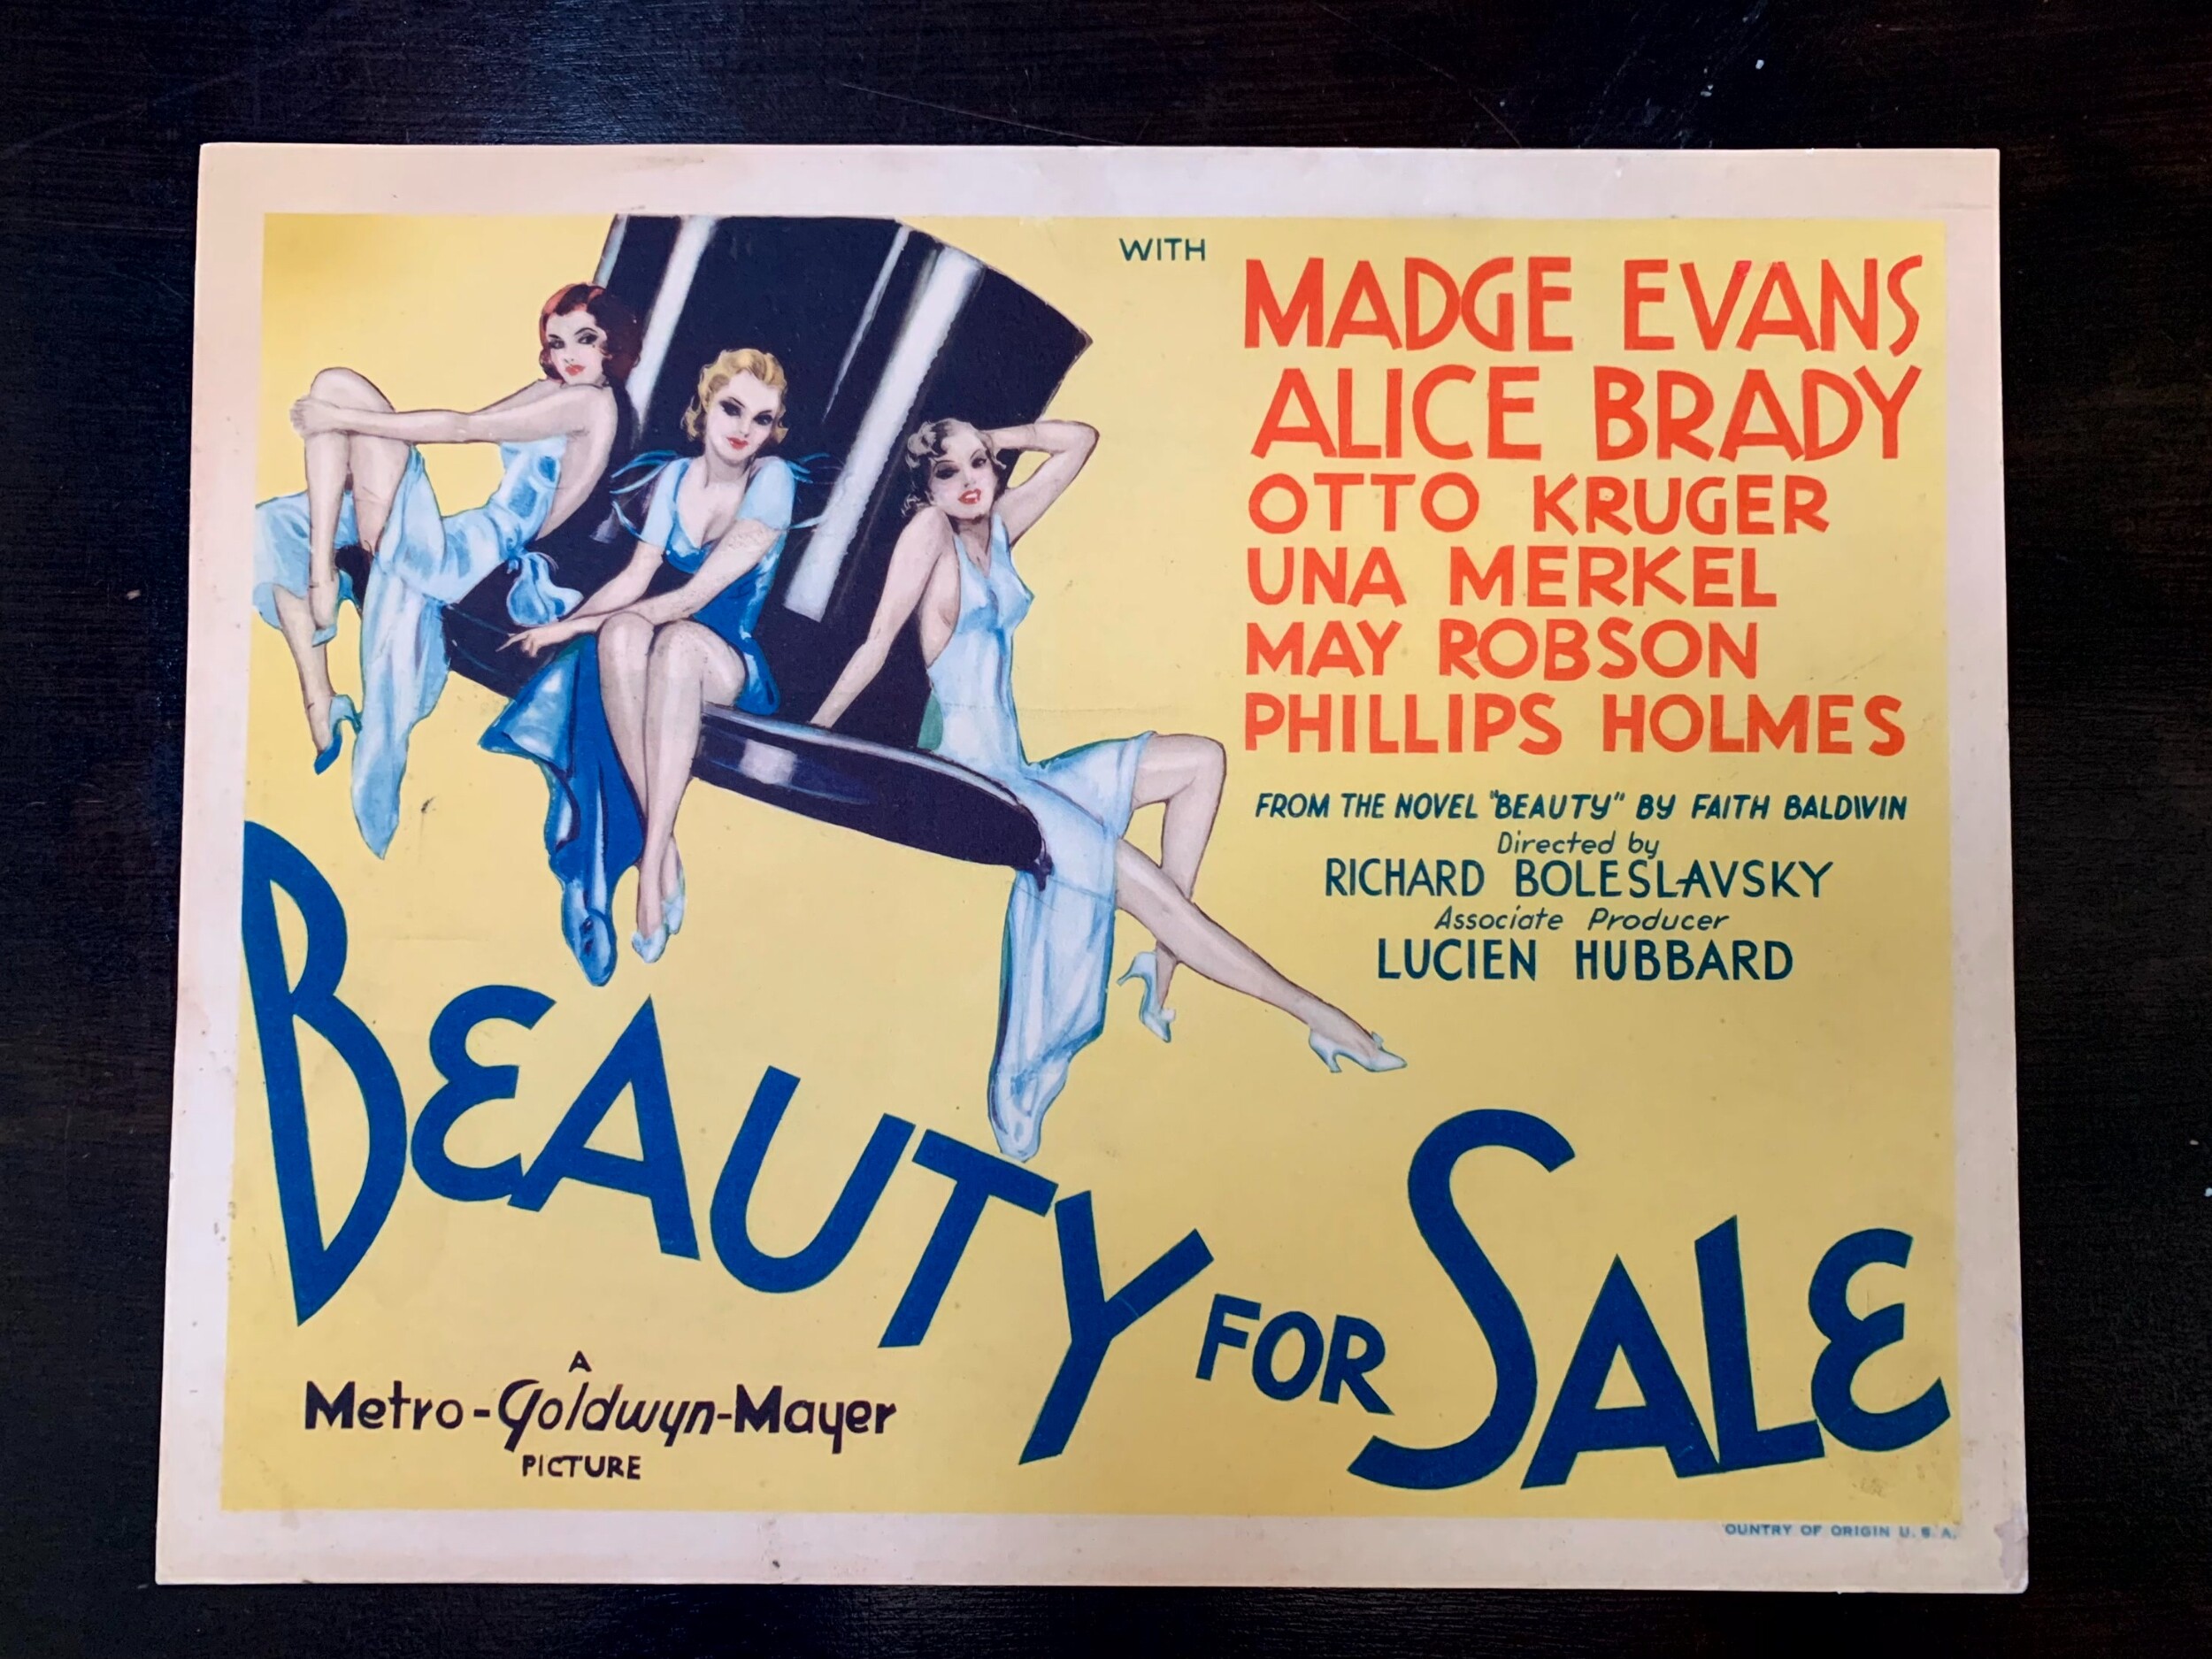 WITH
MADGE EVANS
ALICE BRADY
OTTO KRUGER
UNA MERKEL
MAY ROBSON
PHILLIPS HOLMES
FROM THE NOVEL "BEAUTY" BY FAITH BALDWIN
Directed by
RICHARD BOLESLAVSKY
Associate Producer
LUCIEN HUBBARD
BEAUTY FOR SALE
A
Metro-Goldwyn-Mayer
PICTURE
OUNTRY OF ORIGIN U. S. A.